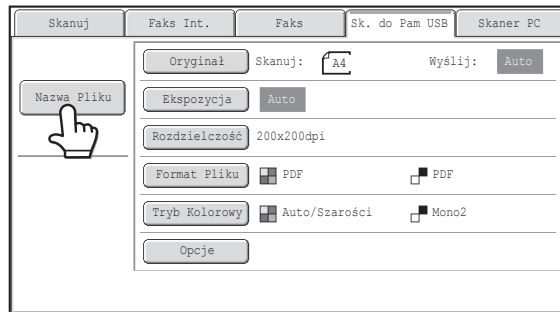 Skanuj Faks Int. Faks Sk. do Pam USB Skaner PC
Oryginał Skanuj: A4 Wyślij: Auto
Nazwa Pliku
Ekspozycja Auto
Rozdzielczość 200x200dpi
Format Pliku PDF PDF
Tryb Kolorowy Auto/Szarości Mono2
Opcje